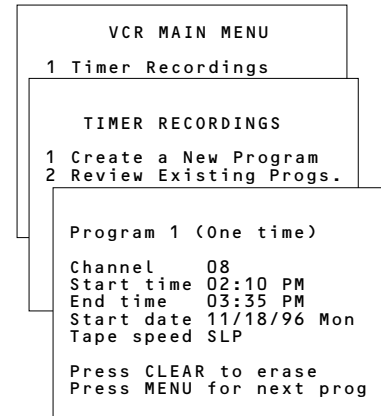 VCR MAIN MENU
1 Timer Recordings
TIMER RECORDINGS
1 Create a New Program
2 Review Existing Progs.
Program 1 (One time)
Channel 08
Start time 02:10 PM
End time 03:35 PM
Start date 11/18/96 Mon
Tape speed SLP
Press CLEAR to erase
Press MENU for next prog